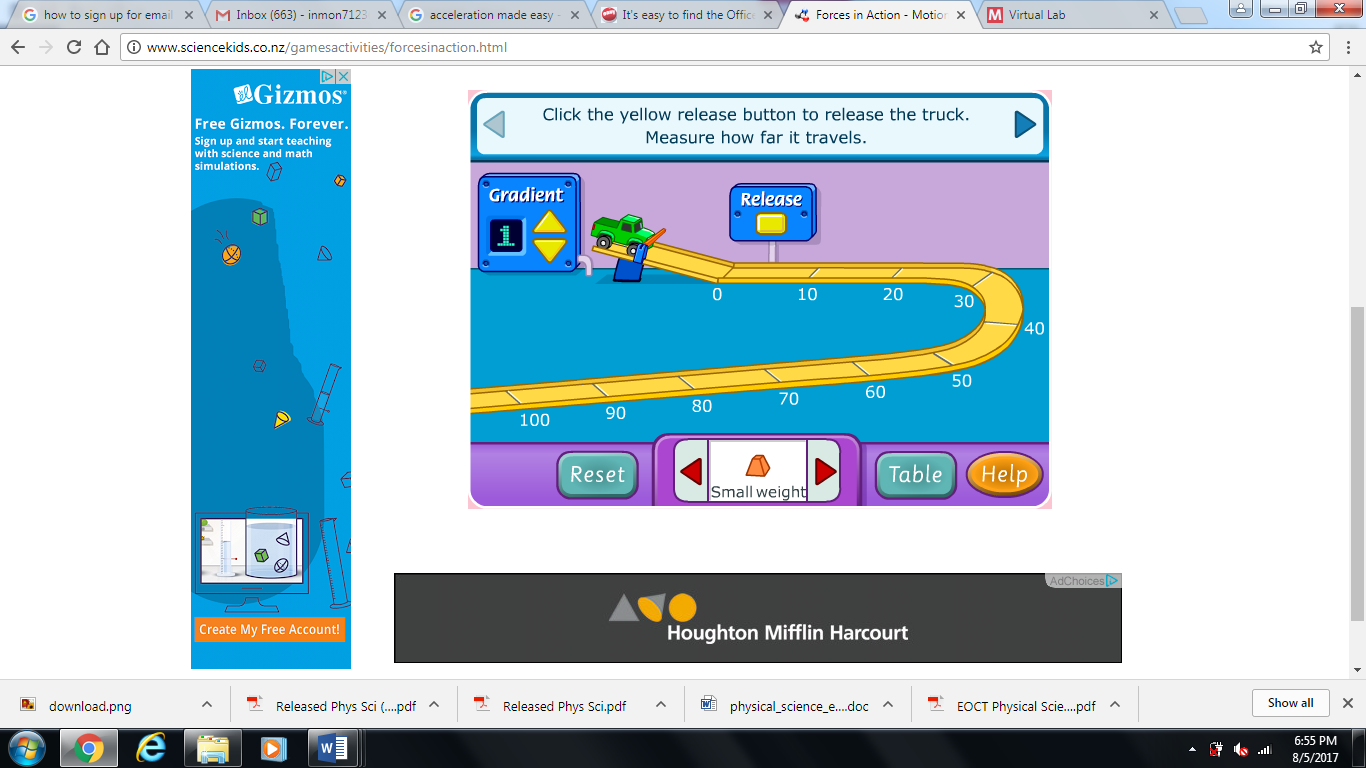 how to sign up for email
Inbox (663) - inmon7123
acceleration made easy -
It's easy to find the Offic
Forces in Action - Motion
Virtual Lab
www.sciencekids.co.nz/gamesactivities/forcesinaction.html
Gizmos
Free Gizmos. Forever.
Sign up and start teaching
with science and math
simulations.
Create My Free Account!
Click the yellow release button to release the truck.
Measure how far it travels.
Gradient
1
Release
0
10
20
30
40
50
60
70
80
90
100
Reset
Small weight
Table
Help
AdChoices
Houghton Mifflin Harcourt
download.png
Released Phys Sci (....pdf
Released Phys Sci.pdf
physical_science_e....doc
EOCT Physical Scie....pdf
Show all
6:55 PM
8/5/2017